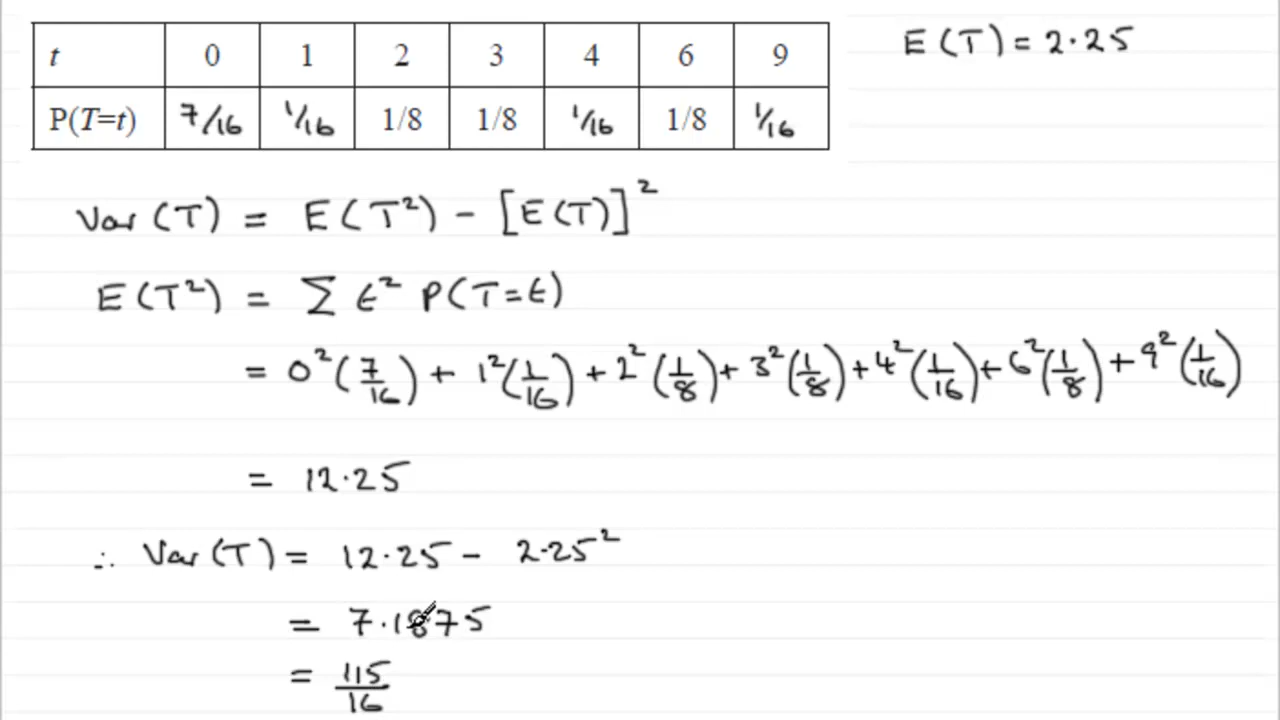 t 0 1 2 3 4 6 9
P(T=t) 7/16 1/16 1/8 1/8 1/16 1/8 1/16
E(T) = 2·25
Var(T) = E(T²) − [E(T)]²
E(T²) = ∑ t² P(T=t)
= 0²(7/16) + 1²(1/16) + 2²(1/8) + 3²(1/8) + 4²(1/16) + 6²(1/8) + 9²(1/16)
= 12·25
∴ Var(T) = 12·25 − 2·25²
= 7·1875
= 115/16